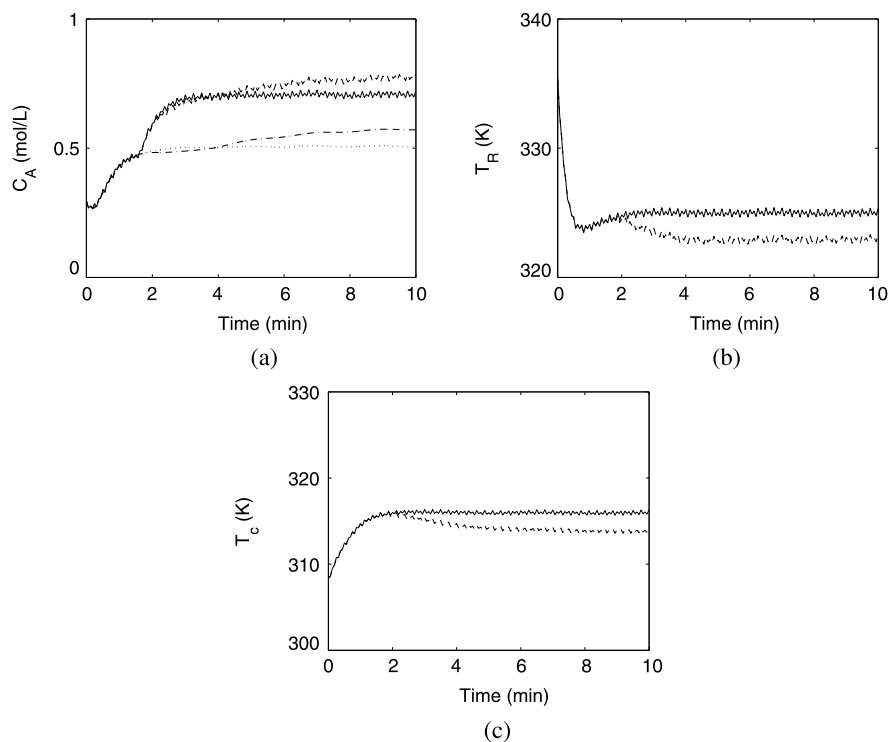 1
0.5
0
C_A (mol/L)
0 2 4 6 8 10
Time (min)
(a)
340
330
320
T_R (K)
0 2 4 6 8 10
Time (min)
(b)
330
320
310
300
T_c (K)
0 2 4 6 8 10
Time (min)
(c)